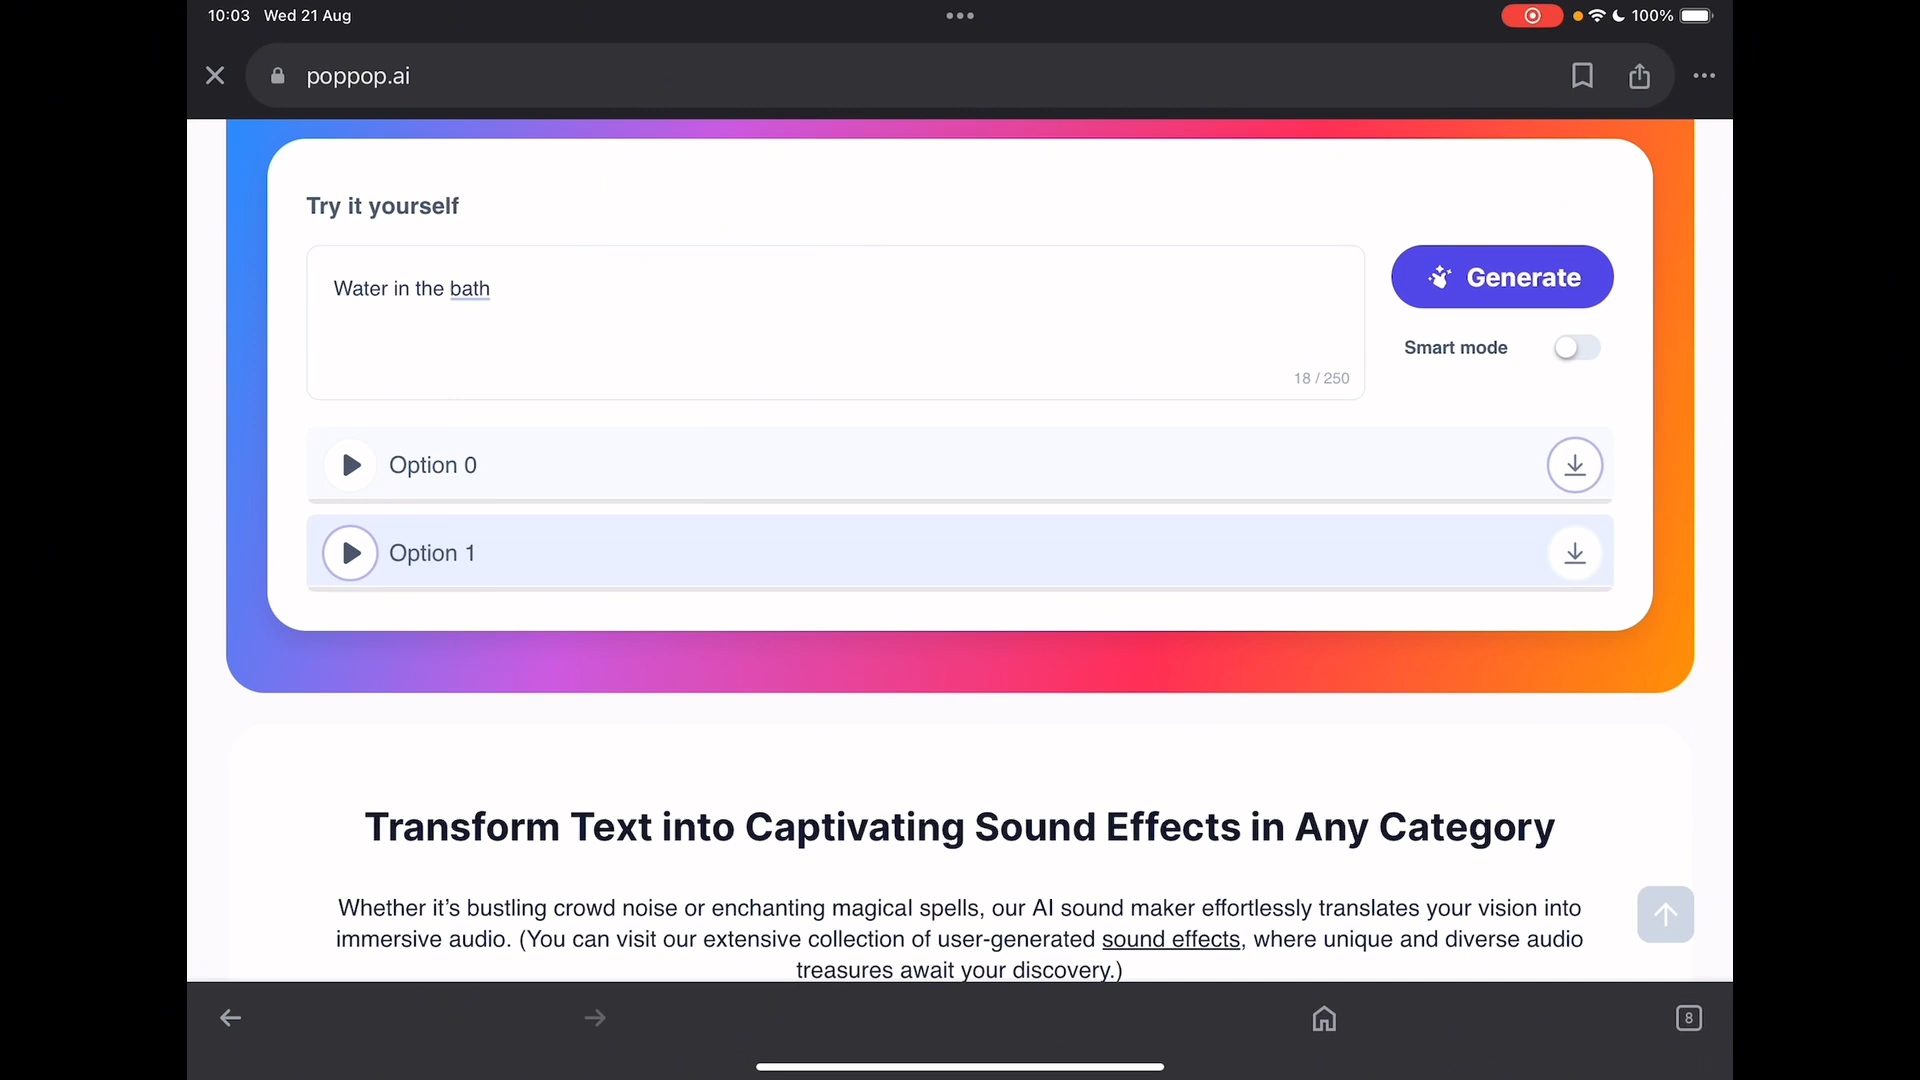 10:03 Wed 21 Aug
100%
poppop.ai
Try it yourself
Water in the bath
Generate
Smart mode
18 / 250
Option 0
Option 1
Transform Text into Captivating Sound Effects in Any Category
Whether it’s bustling crowd noise or enchanting magical spells, our AI sound maker effortlessly translates your vision into
immersive audio. (You can visit our extensive collection of user-generated sound effects, where unique and diverse audio
treasures await your discovery.)
8